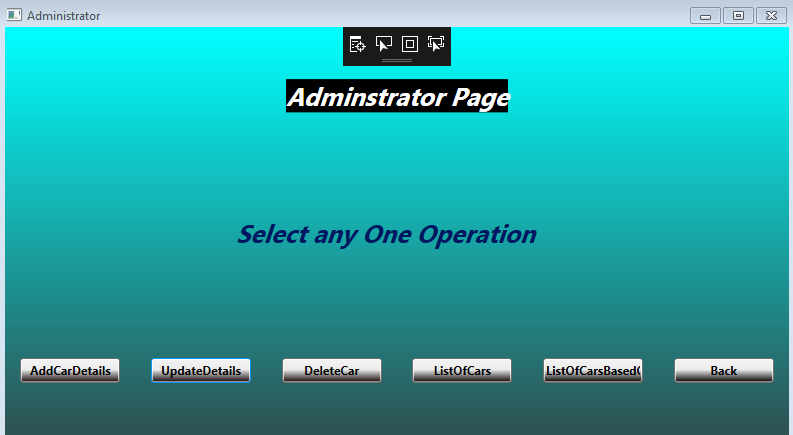 Administrator
Adminstrator Page
Select any One Operation
AddCarDetails UpdateDetails DeleteCar ListOfCars ListOfCarsBased Back